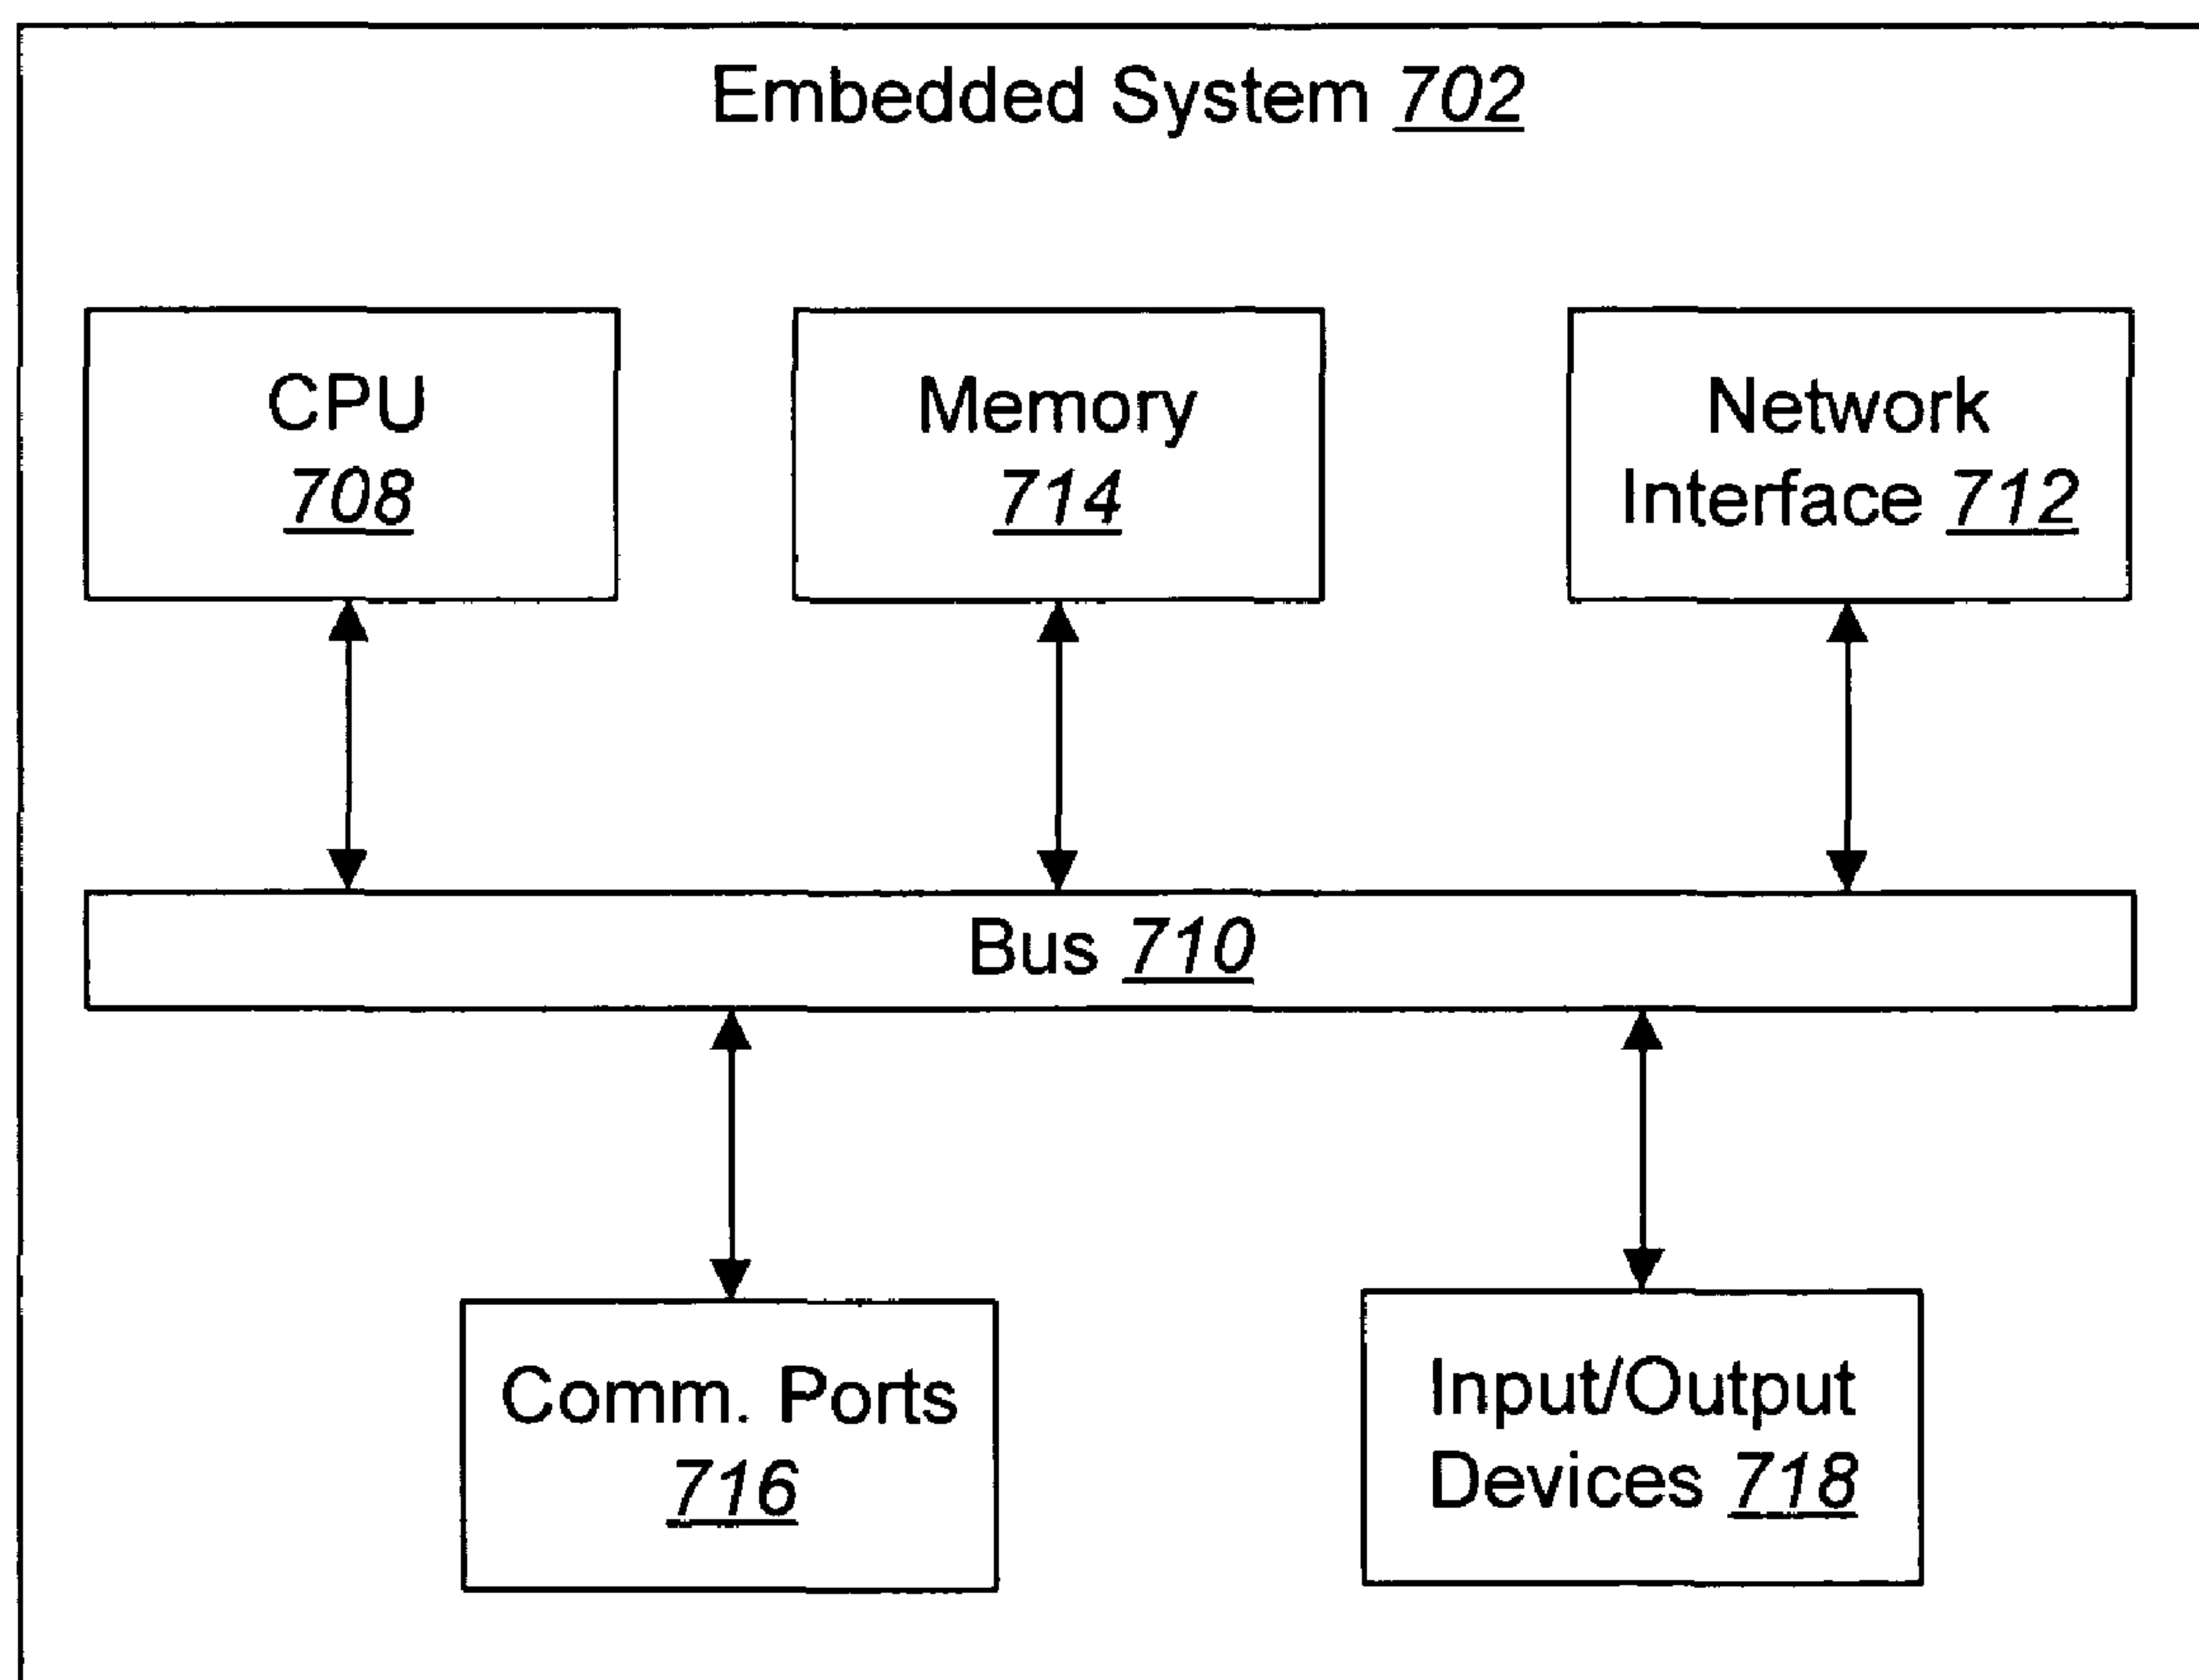 Embedded System 702
CPU
708
Memory
714
Network
Interface 712
Bus 710
Comm. Ports
716
Input/Output
Devices 718